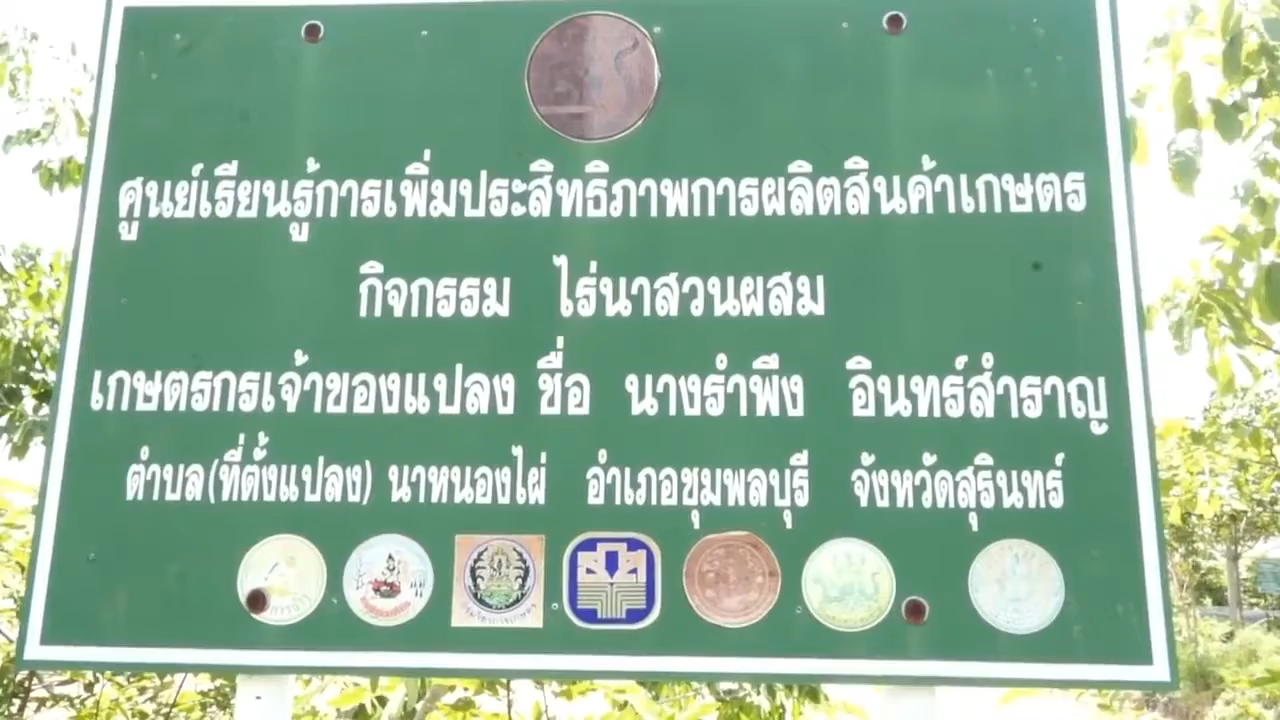 ศูนย์เรียนรู้การเพิ่มประสิทธิภาพการผลิตสินค้าเกษตร
กิจกรรม ไร่นาสวนผสม
เกษตรกรเจ้าของแปลง ชื่อ นางรำพึง อินทร์สำราญ
ตำบล(ที่ตั้งแปลง) นาหนองไผ่ อำเภอชุมพลบุรี จังหวัดสุรินทร์